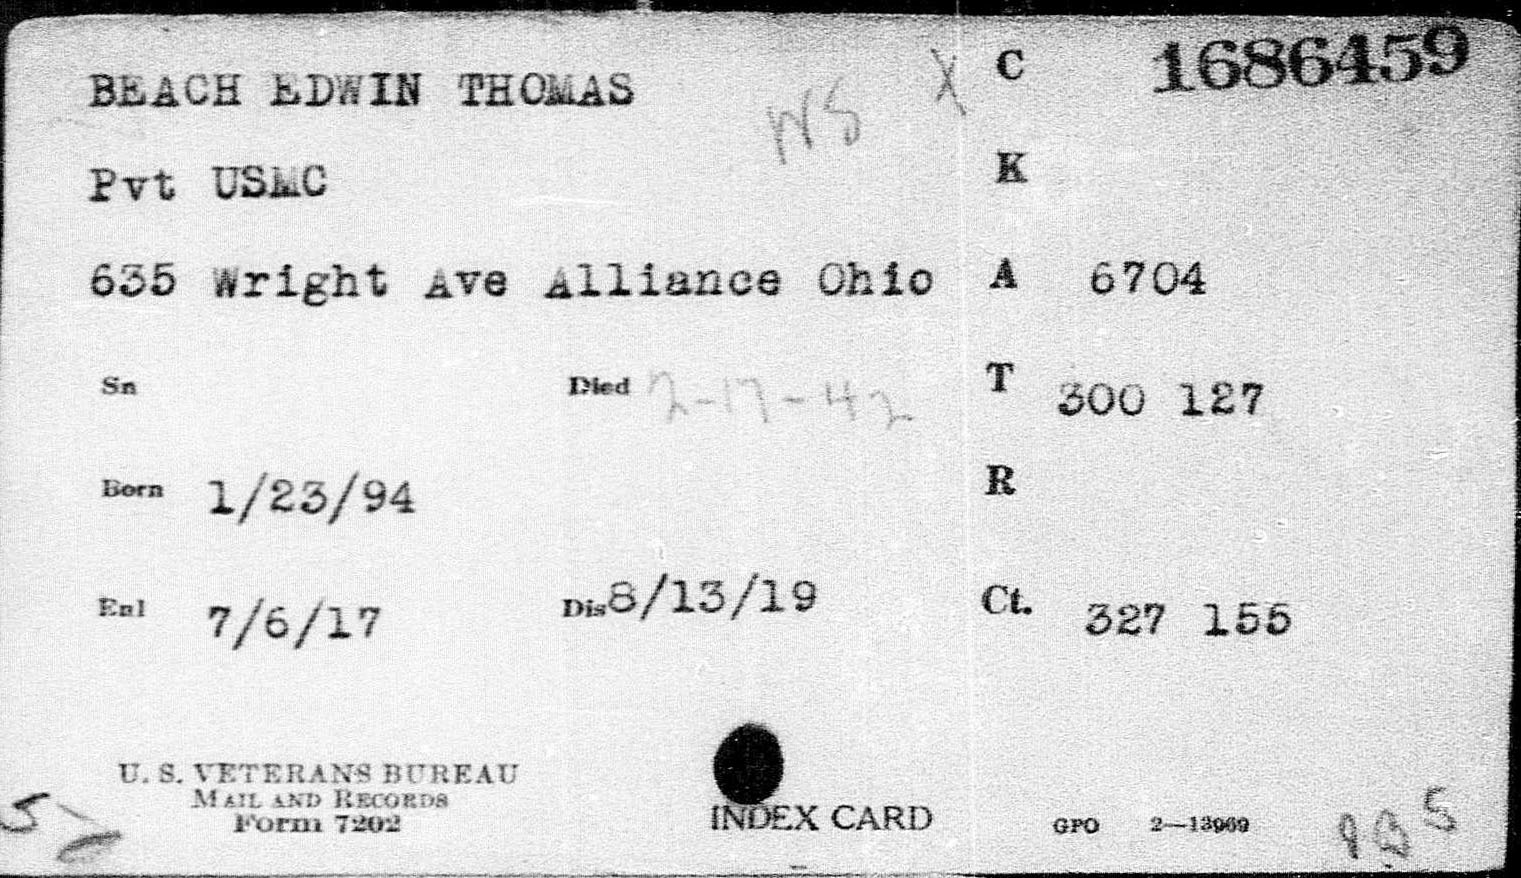 BEACH EDWIN THOMAS
WS X
C 1686459
Pvt USMC
K
635 Wright Ave Alliance Ohio
A 6704
Sn
Died 2-17-42
T 300 127
Born 1/23/94
R
Enl 7/6/17
Dis 8/13/19
Ct. 327 155
U. S. VETERANS BUREAU
MAIL AND RECORDS
Form 7202
INDEX CARD
GPO 2—13969
5